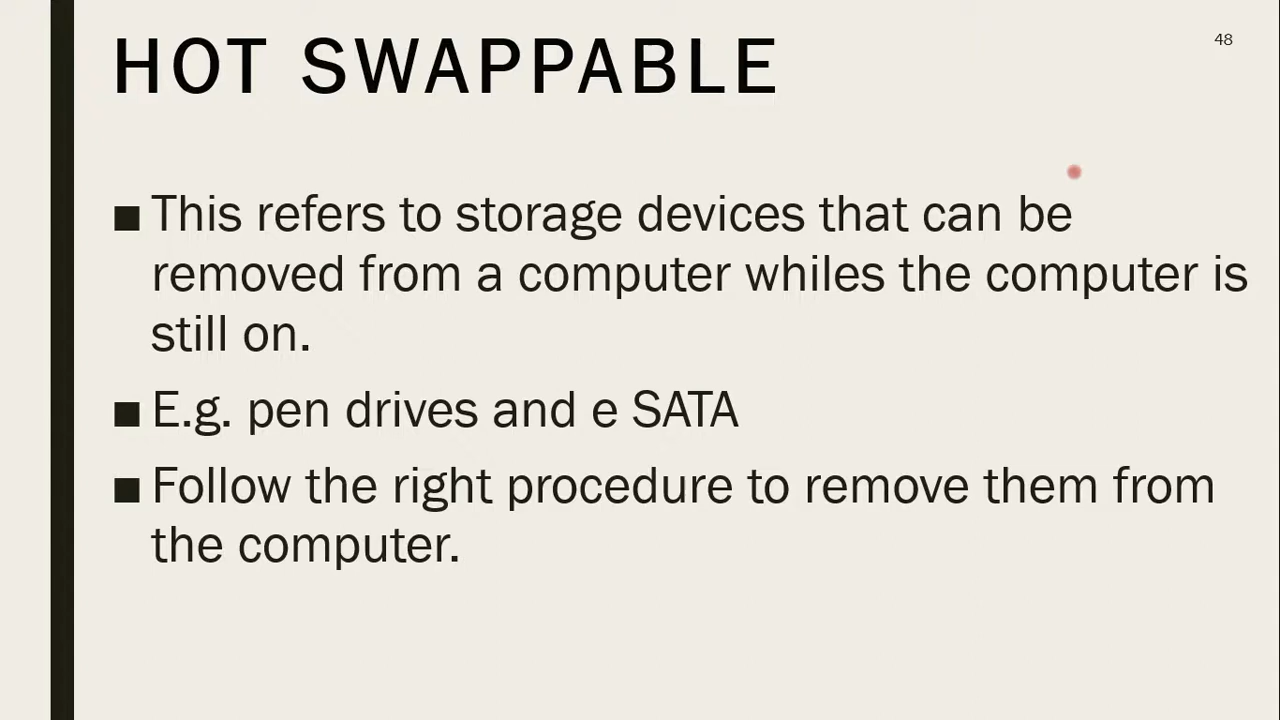 HOT SWAPPABLE
48
■ This refers to storage devices that can be
removed from a computer whiles the computer is
still on.
■ E.g. pen drives and e SATA
■ Follow the right procedure to remove them from
the computer.